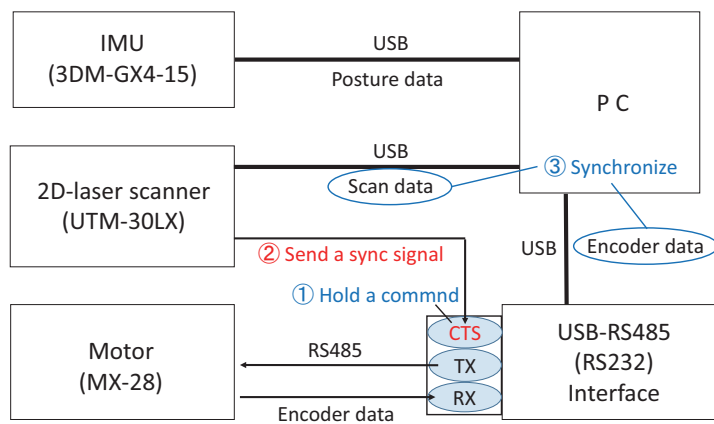 IMU
(3DM-GX4-15)
USB
Posture data
P C
2D-laser scanner
(UTM-30LX)
USB
Scan data
③ Synchronize
② Send a sync signal
USB
Encoder data
① Hold a commnd
Motor
(MX-28)
RS485
Encoder data
CTS
TX
RX
USB-RS485
(RS232)
Interface